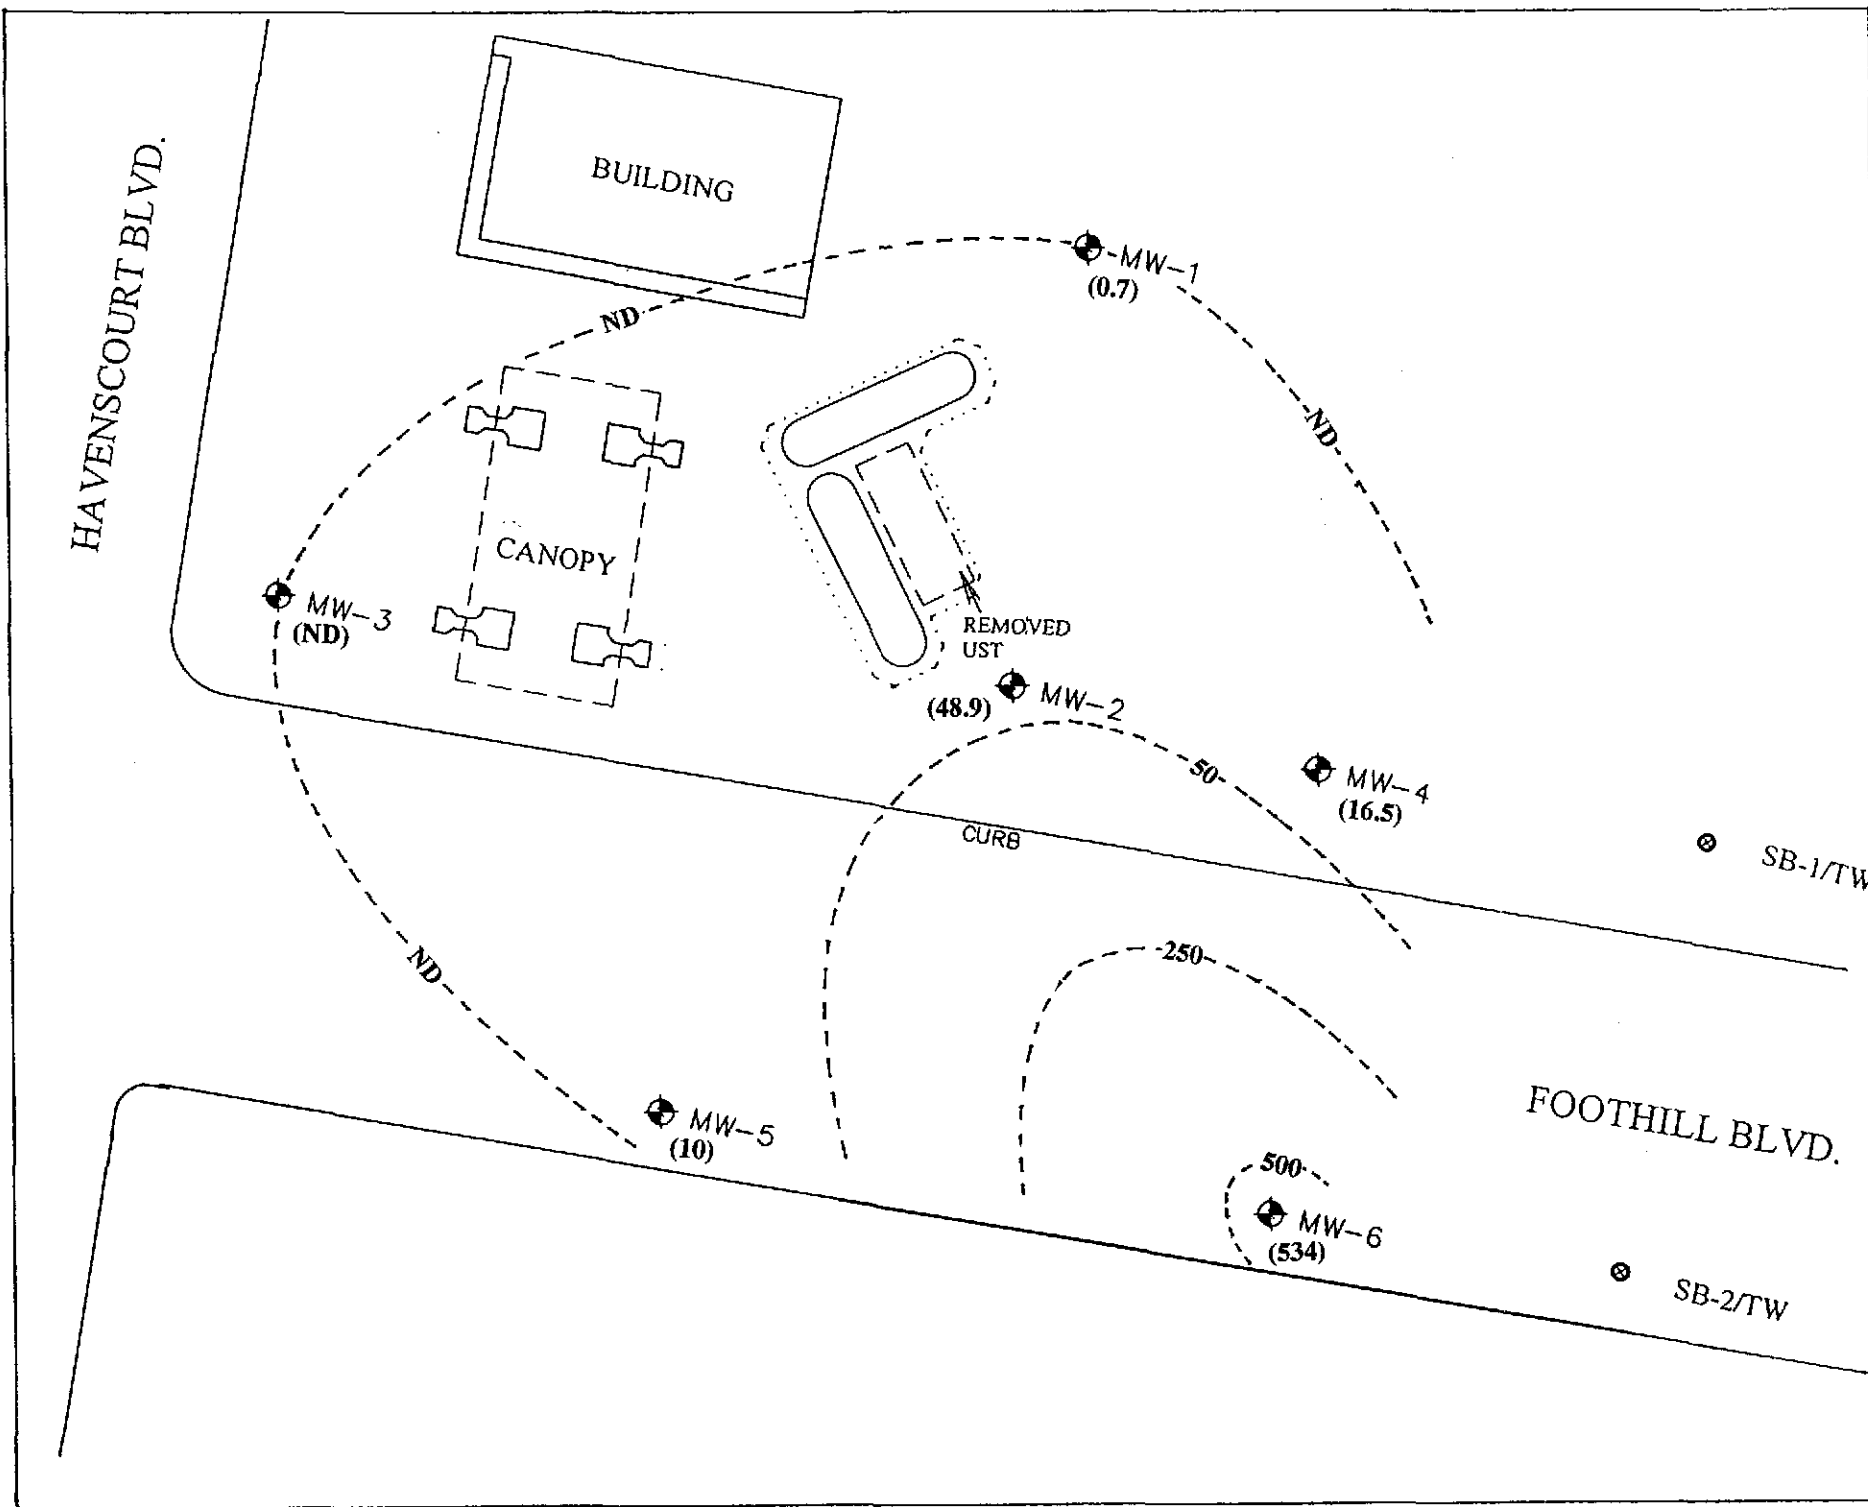 HAVENSCOURT BLVD.
BUILDING
MW-1
(0.7)
ND
ND
CANOPY
MW-3
(ND)
REMOVED
UST
MW-2
(48.9)
50
MW-4
(16.5)
CURB
SB-1/TW
ND
250
FOOTHILL BLVD.
MW-5
(10)
500
MW-6
(534)
SB-2/TW